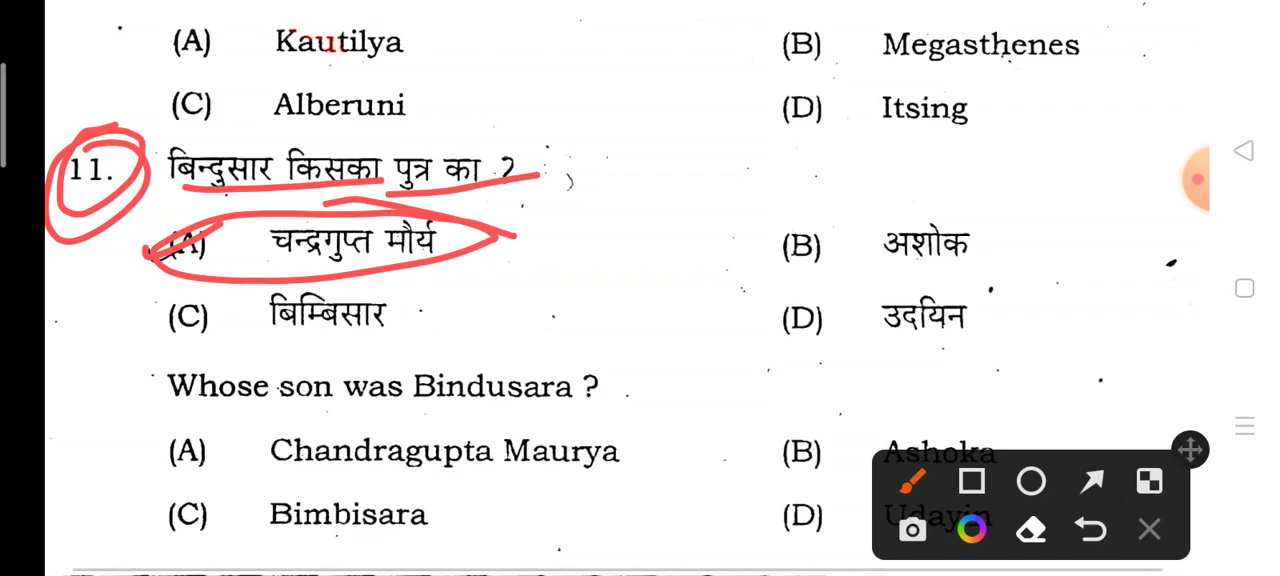 (A) Kautilya (B) Megasthenes
(C) Alberuni (D) Itsing
11. बिन्दुसार किसका पुत्र का ?
(A) चन्द्रगुप्त मौर्य (B) अशोक
(C) बिम्बिसार (D) उदयिन
Whose son was Bindusara ?
(A) Chandragupta Maurya (B) Ashoka
(C) Bimbisara (D) Udayin